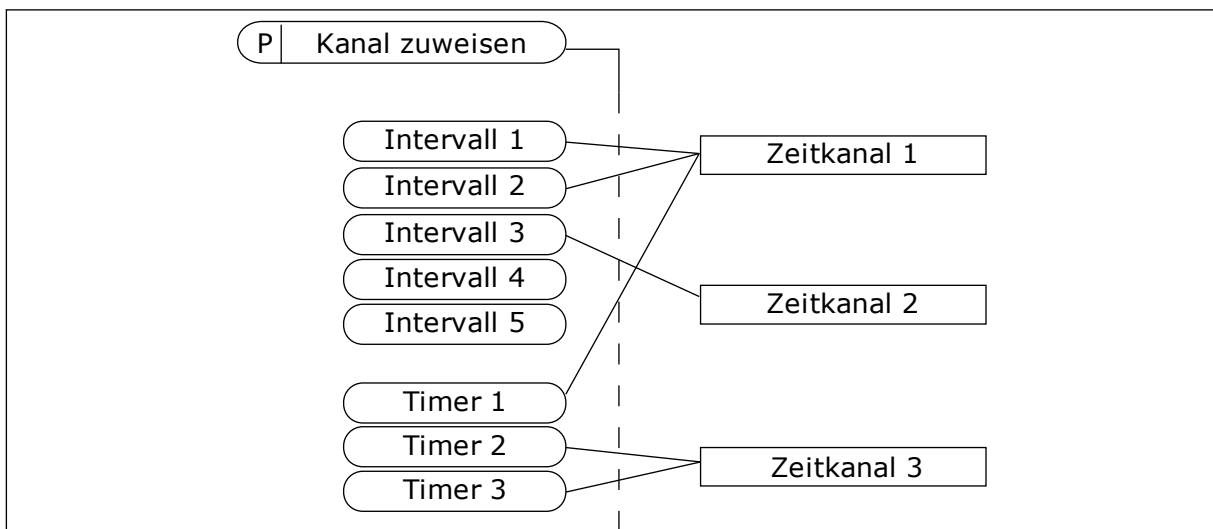 P Kanal zuweisen
Intervall 1
Intervall 2
Intervall 3
Intervall 4
Intervall 5
Timer 1
Timer 2
Timer 3
Zeitkanal 1
Zeitkanal 2
Zeitkanal 3